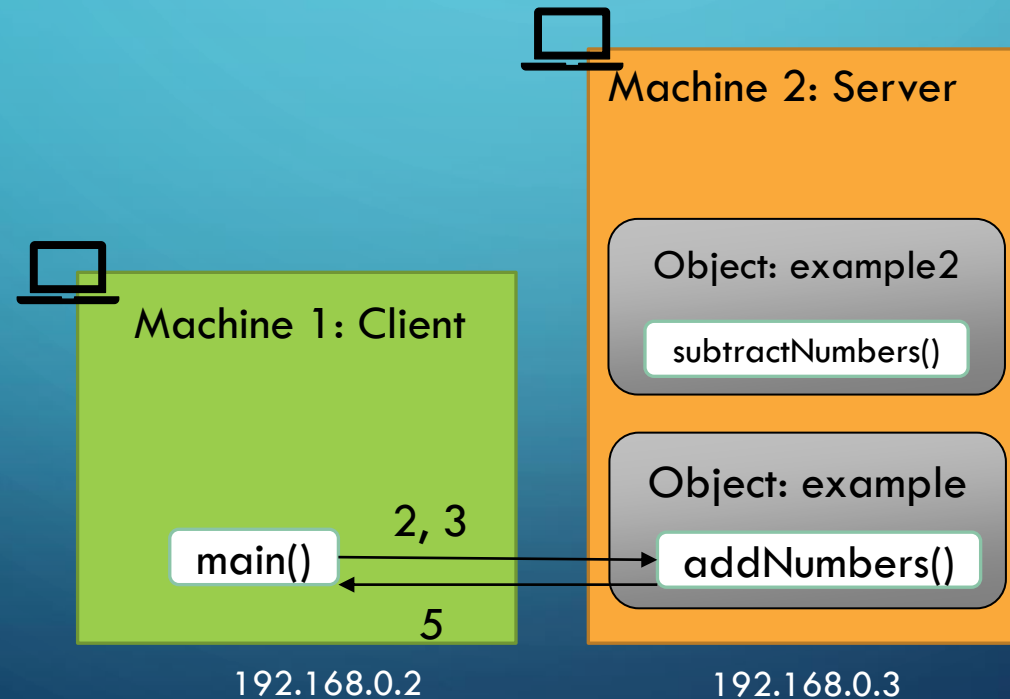 Machine 2: Server
Object: example2
subtractNumbers()
Machine 1: Client
Object: example
2, 3
main()
addNumbers()
5
192.168.0.2
192.168.0.3